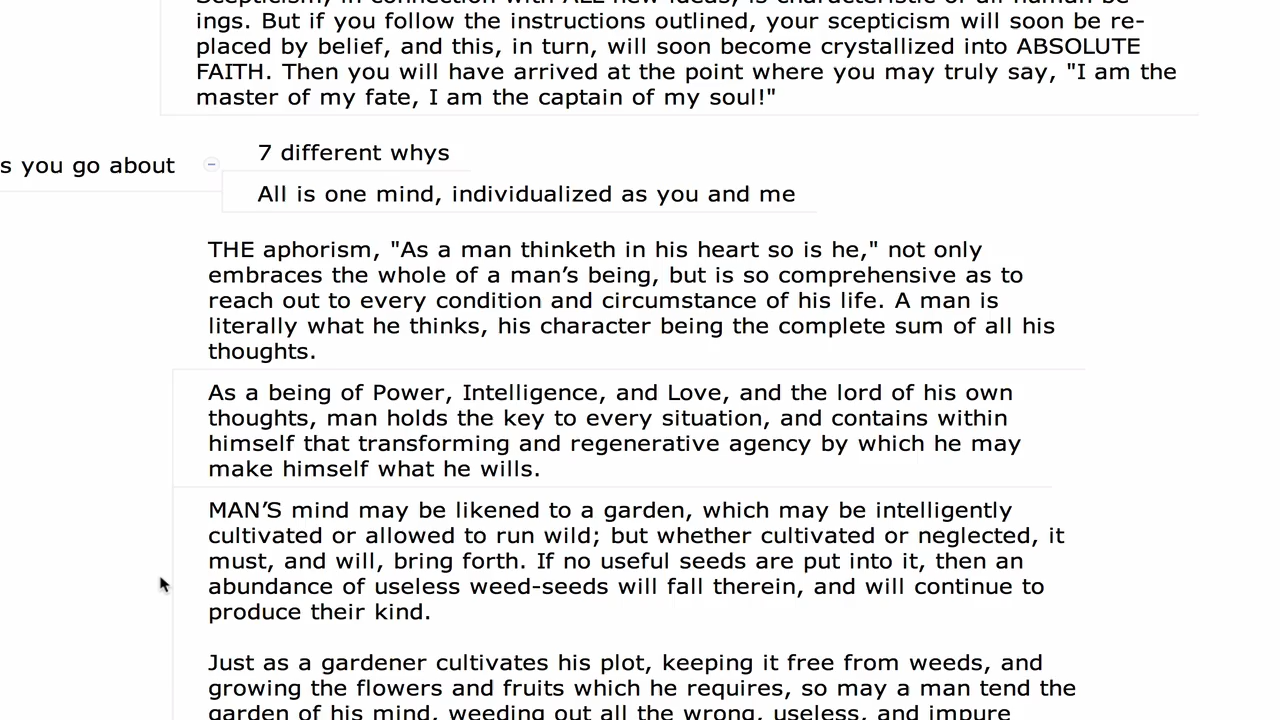 Scepticism, in connection with ALL new ideas, is characteristic of all human be-
ings. But if you follow the instructions outlined, your scepticism will soon be re-
placed by belief, and this, in turn, will soon become crystallized into ABSOLUTE
FAITH. Then you will have arrived at the point where you may truly say, "I am the
master of my fate, I am the captain of my soul!"
7 different whys
s you go about
All is one mind, individualized as you and me
THE aphorism, "As a man thinketh in his heart so is he," not only
embraces the whole of a man’s being, but is so comprehensive as to
reach out to every condition and circumstance of his life. A man is
literally what he thinks, his character being the complete sum of all his
thoughts.
As a being of Power, Intelligence, and Love, and the lord of his own
thoughts, man holds the key to every situation, and contains within
himself that transforming and regenerative agency by which he may
make himself what he wills.
MAN’S mind may be likened to a garden, which may be intelligently
cultivated or allowed to run wild; but whether cultivated or neglected, it
must, and will, bring forth. If no useful seeds are put into it, then an
abundance of useless weed-seeds will fall therein, and will continue to
produce their kind.
Just as a gardener cultivates his plot, keeping it free from weeds, and
growing the flowers and fruits which he requires, so may a man tend the
garden of his mind, weeding out all the wrong, useless, and impure